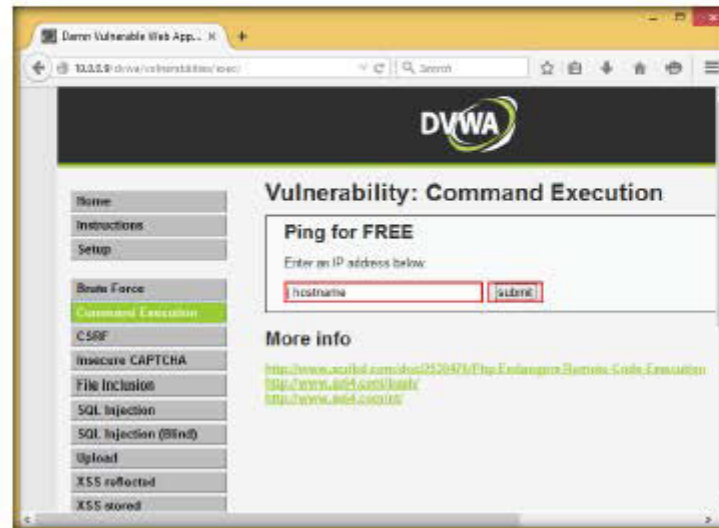 Damn Vulnerable Web App... ×
Search
DVWA
Home
Instructions
Setup
Brute Force
Command Execution
CSRF
Insecure CAPTCHA
File Inclusion
SQL Injection
SQL Injection (Blind)
Upload
XSS reflected
XSS stored
Vulnerability: Command Execution
Ping for FREE
Enter an IP address below:
| hostname
submit
More info